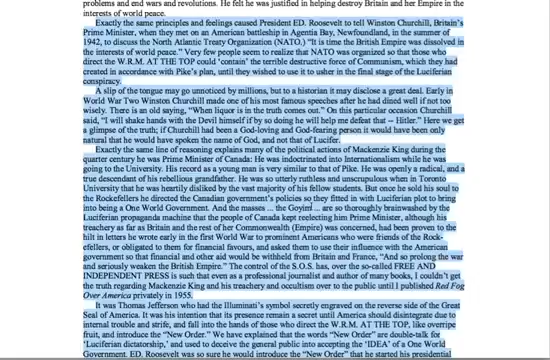 problems and end wars and revolutions. He felt he was justified in helping destroy Britain and her Empire in the
interests of world peace.
Exactly the same principles and feelings caused PRESIDENT ED. Roosevelt to tell Winston Churchill, Britain's
Prime Minister, when they met on an American battleship in Agentia Bay, Newfoundland, in the summer of
1942, to discuss the North Atlantic Treaty Organization (NATO.) "It is time the British Empire was dissolved in
the interests of world peace." Very few people seem to realize that NATO was organized so that those who
direct the W.R.M. AT THE TOP could 'contain' the terrible destructive force of Communism, which they had
created in accordance with Pike's plan, until they wished to use it to usher in the final stage of the Luciferian
conspiracy.
A slip of the tongue may go unnoticed by millions, but to a historian it may disclose a great deal. Early in
World War Two Winston Churchill made one of his most famous speeches after he had dined well if not too
wisely. There is an old saying, "When liquor is in the truth comes out." On this particular occasion Churchill
said, "I will shake hands with the Devil himself if by so doing he will help me defeat that – Hitler." Here we get
a glimpse of the truth; if Churchill had been a God-loving and God-fearing person it would have been only
natural that he would have spoken the name of God, and not that of Lucifer.
Exactly the same line of reasoning explains many of the political actions of Mackenzie King during the
quarter century he was Prime Minister of Canada: He was indoctrinated into Internationalism while he was
going to the University. His record as a young man is very similar to that of Pike. He was openly a radical, and a
true descendant of his rebellious grandfather. He was so utterly ruthless and unscrupulous when in Toronto
University that he was heartily disliked by the vast majority of his fellow students. But once he sold his soul to
the Rockefellers he directed the Canadian government's policies so they fitted in with Luciferian plot to bring
into being a One World Government. And the masses ... the Goyim! ... are so thoroughly brainwashed by the
Luciferian propaganda machine that the people of Canada kept reelecting him Prime Minister, although his
treachery as far as Britain and the rest of her Commonwealth (Empire) was concerned, had been proven to the
hilt in letters he wrote early in the first World War to prominent Americans who were friends of the Rock-
efellers, or obligated to them for financial favours, and asked them to use their influence with the American
government so that financial and other aid would be withheld from Britain and France, "And so prolong the war
and seriously weaken the British Empire." The control of the S.O.S. has, over the so-called FREE AND
INDEPENDENT PRESS is such that even as a professional journalist and author of many books, I couldn't get
the truth regarding Mackenzie King and his treachery and occultism over to the public until I published Red Fog
Over America privately in 1955.
It was Thomas Jefferson who had the Illuminati's symbol secretly engraved on the reverse side of the Great
Seal of America. It was his intention that its presence remain a secret until America should disintegrate due to
internal trouble and strife, and fall into the hands of those who direct the W.R.M. AT THE TOP, like overripe
fruit, and introduce the "New Order." We have explained that the words "New Order" are double-talk for
'Luciferian dictatorship,' and used to deceive the general public into accepting the 'IDEA' of a One World
Government. ED. Roosevelt was so sure he would introduce the "New Order" that he started his presidential